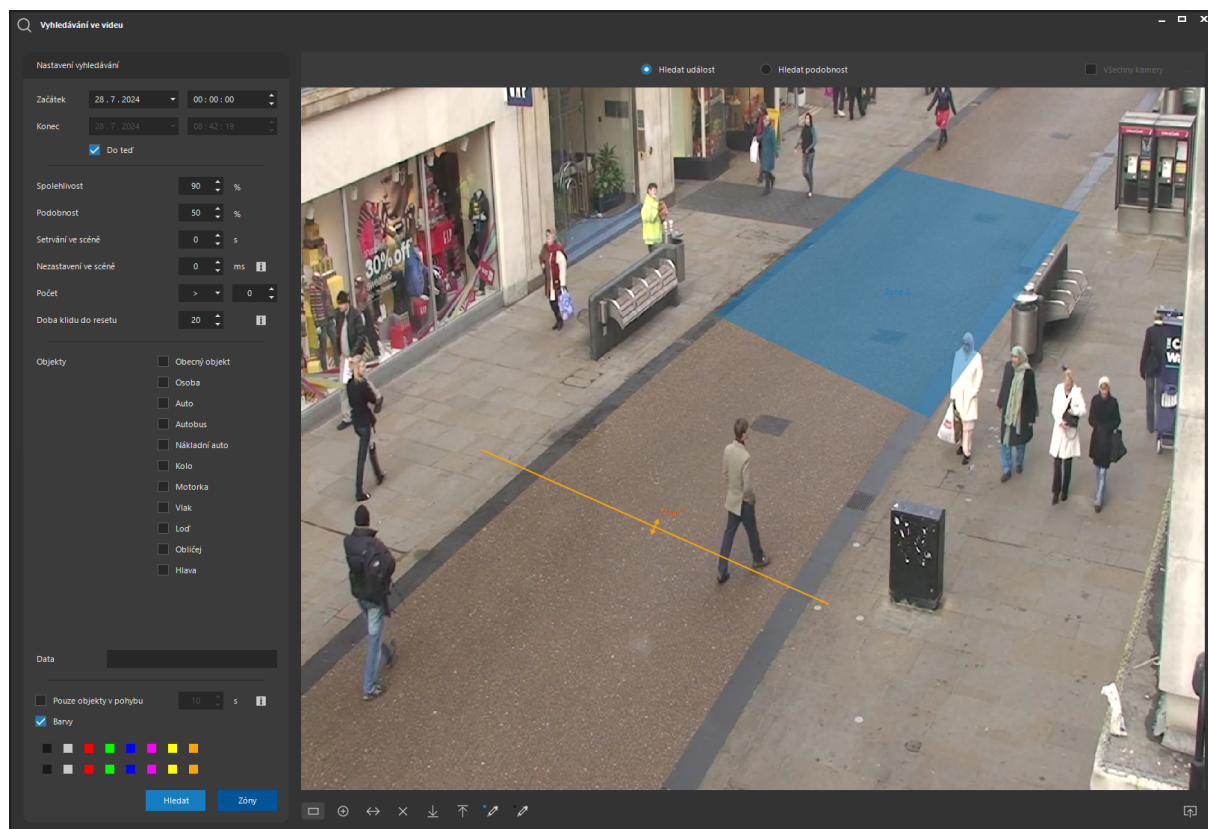 Vyhledávání ve videu
Nastavení vyhledávání
Hledat událost
Hledat podobnost
Všechny kamery
Začátek 28 . 7 . 2024 00 : 00 : 00
Konec 28 . 7 . 2024 08 : 42 : 19
Do teď
Spolehlivost 90 %
Podobnost 50 %
Setrvání ve scéně 0 s
Nezastavení ve scéně 0 ms
Počet > 0
Doba klidu do resetu 20
Objekty
Obecný objekt
Osoba
Auto
Autobus
Nákladní auto
Kolo
Motorka
Vlak
Loď
Obličej
Hlava
Data
Pouze objekty v pohybu 10 s
Barvy
Hledat
Zóny
30% off